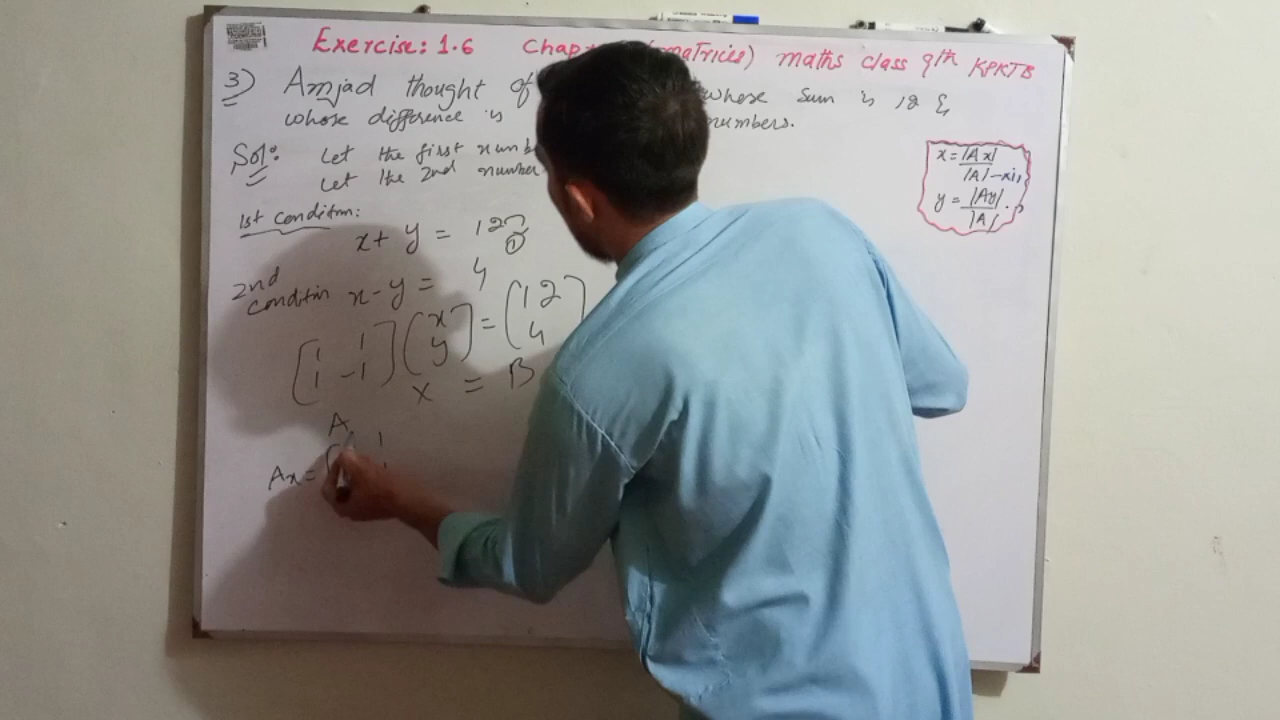 Exercise: 1.6 Chap (matrices) maths class 9th KPKTB
3) Amjad thought of whose sum is 12 &
whose difference is numbers.
Sol: Let the first numb
Let the 2nd number
1st Condition:
x + y = 12 ①
2nd condition x - y = 4
[1 1 1 -1] [x y] = [12 4]
A X = B
Ax = 1
x = |Ax| / |A|
y = |Ay| / |A|